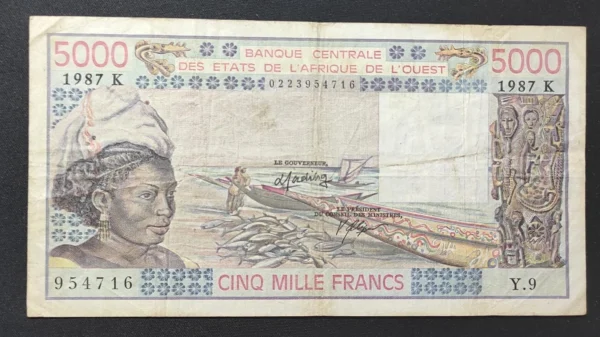 5000
BANQUE CENTRALE
5000
1987 K
DES ETATS DE L'AFRIQUE DE L'OUEST
1987 K
0223954716
LE GOUVERNEUR,
LE PRÉSIDENT
DU CONSEIL DES MINISTRES,
954716
CINQ MILLE FRANCS
Y.9